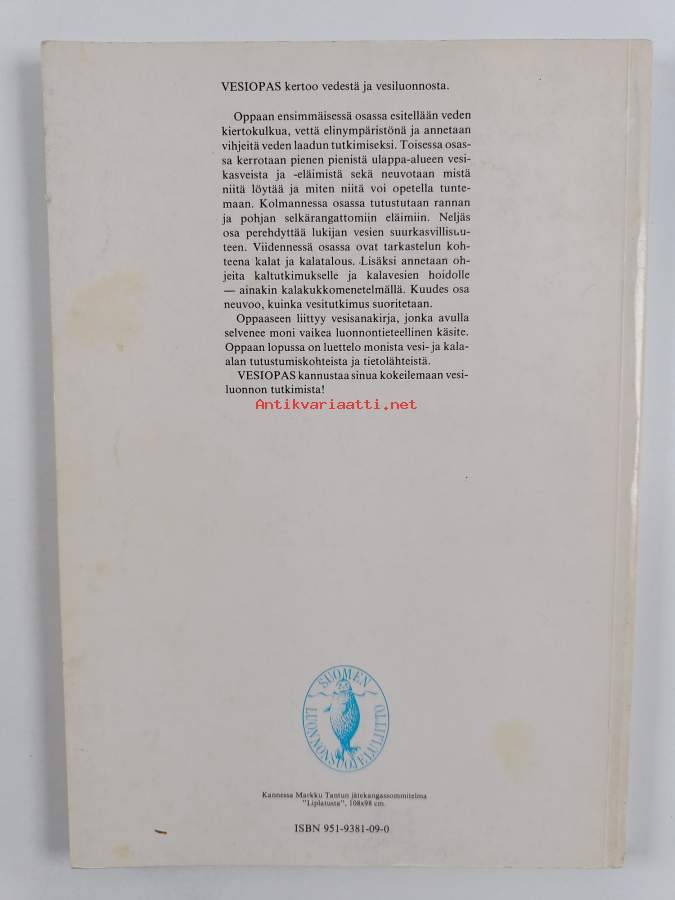 VESIOPAS kertoo vedestä ja vesiluonnosta.
Oppaan ensimmäisessä osassa esitellään veden
kiertokulkua, vettä elinympäristönä ja annetaan
vihjeitä veden laadun tutkimiseksi. Toisessa osas-
sa kerrotaan pienen pienistä ulappa-alueen vesi-
kasveista ja -eläimistä sekä neuvotaan mistä
niitä löytää ja miten niitä voi opetella tunte-
maan. Kolmannessa osassa tutustutaan rannan
ja pohjan selkärangattomiin eläimiin. Neljäs
osa perehdyttää lukijan vesien suurkasvillisuu-
teen. Viidennessä osassa ovat tarkastelun koh-
teena kalat ja kalatalous. Lisäksi annetaan oh-
jeita kaltutkimukselle ja kalavesien hoidolle
— ainakin kalakukkomenetelmällä. Kuudes osa
neuvoo, kuinka vesitutkimus suoritetaan.
Oppaaseen liittyy vesisanakirja, jonka avulla
selvenee moni vaikea luonnontieteellinen käsite.
Oppaan lopussa on luettelo monista vesi- ja kala-
alan tutustumiskohteista ja tietolähteistä.
VESIOPAS kannustaa sinua kokeilemaan vesi-
luonnon tutkimista!
Antikvariaatti.net
SUOMEN
LUONNONSUOJELULIITTO
Kannessa Markku Tantun jätekangassommitelma
"Liplatusta", 108x98 cm.
ISBN 951-9381-09-0